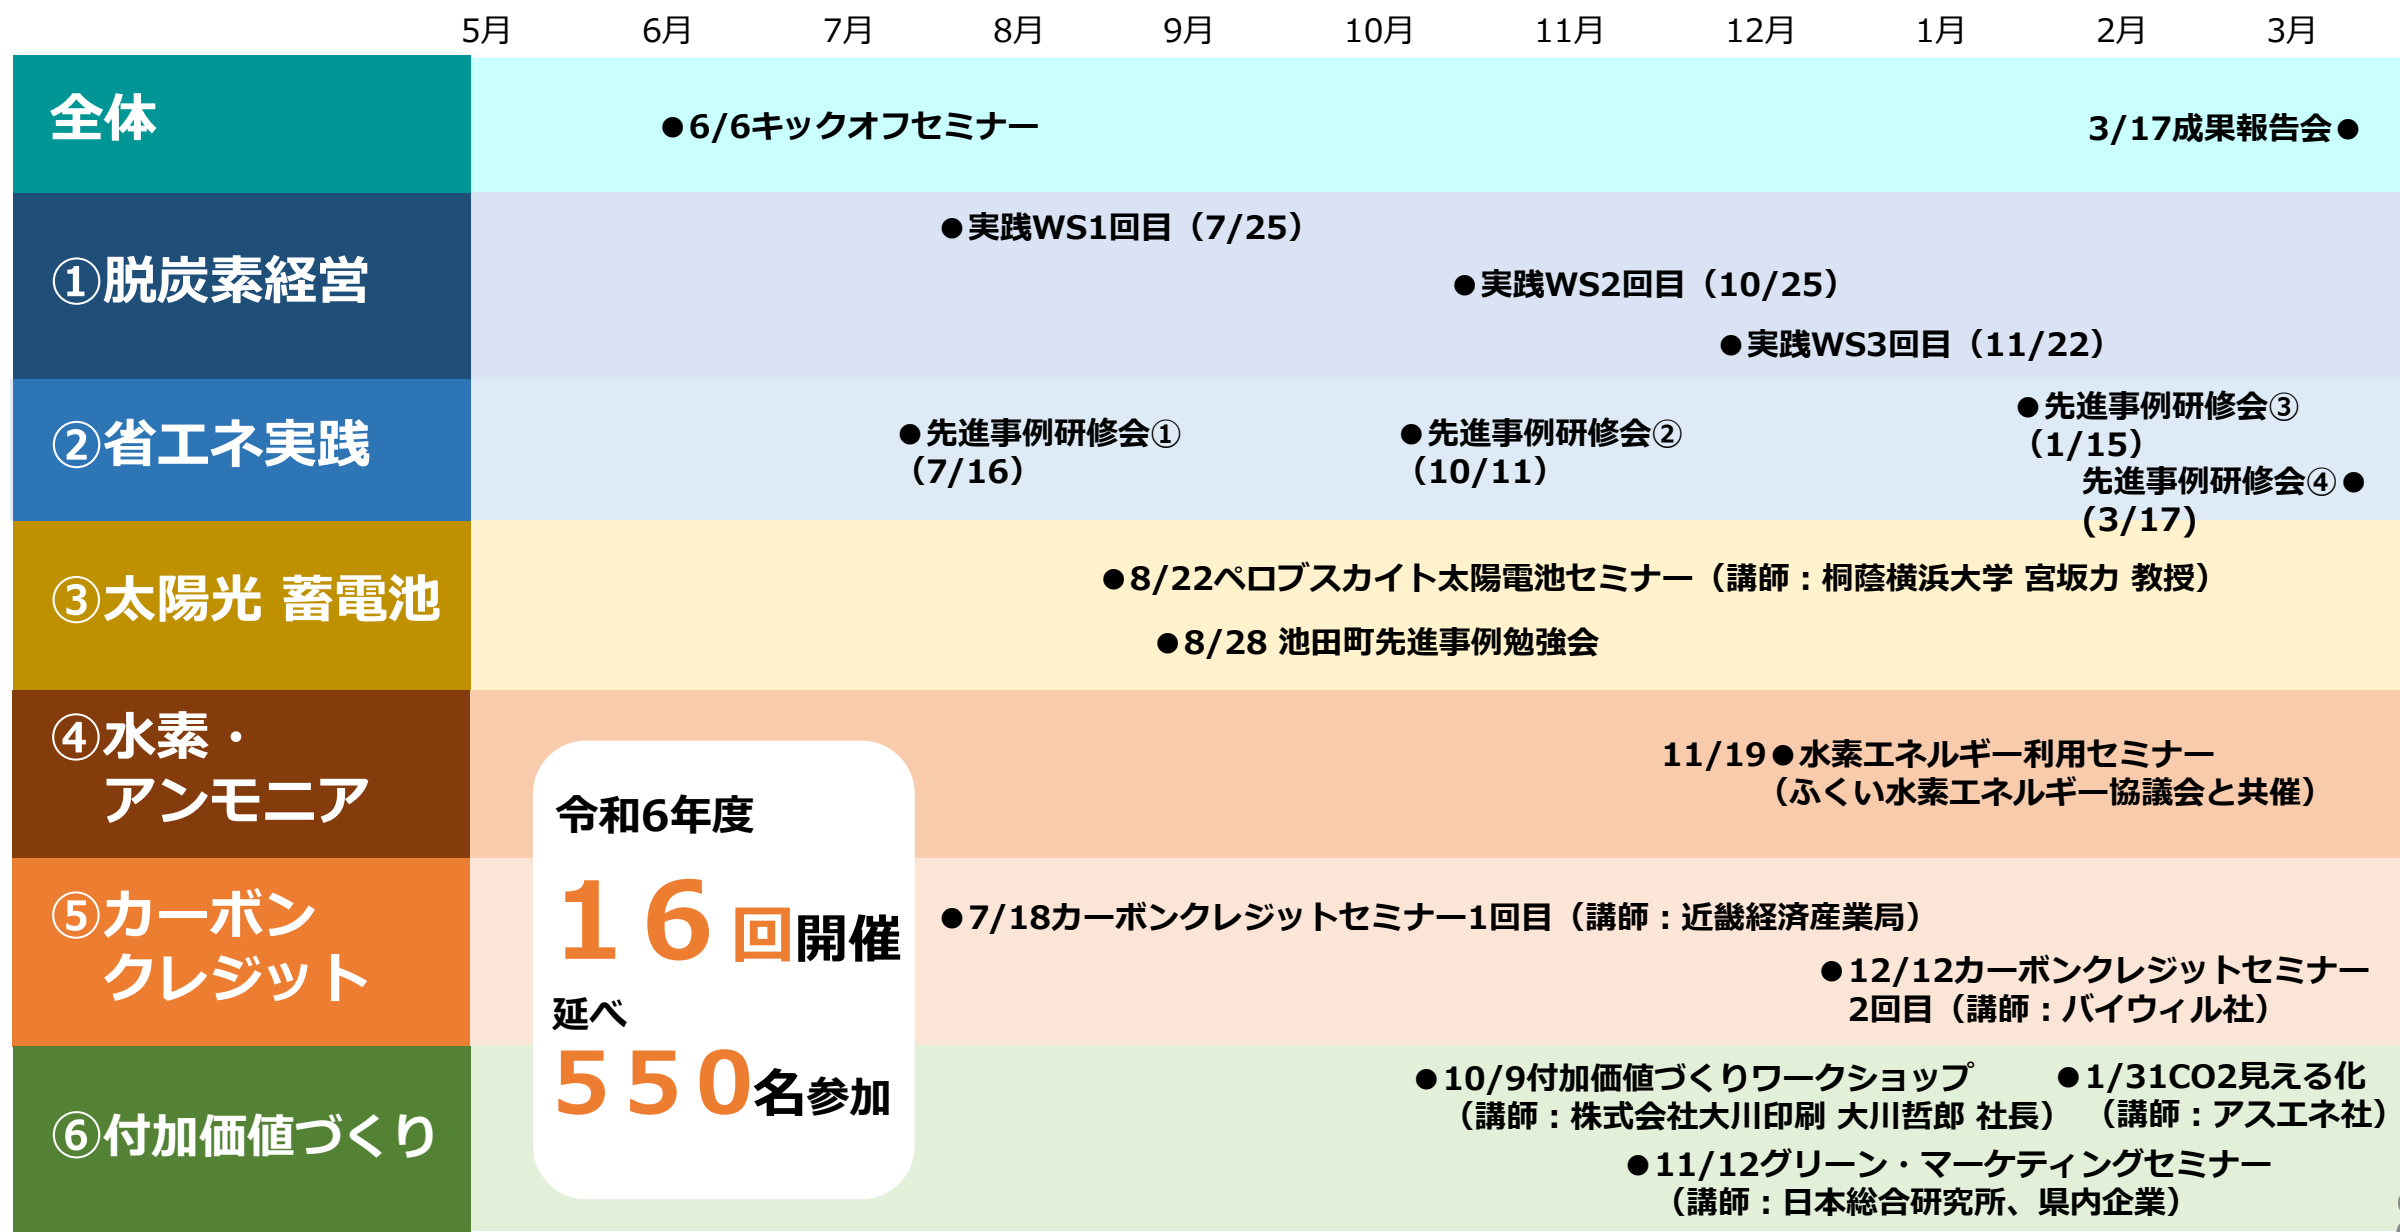 5月 6月 7月 8月 9月 10月 11月 12月 1月 2月 3月
全体
●6/6キックオフセミナー
3/17成果報告会●
①脱炭素経営
●実践WS1回目（7/25）
●実践WS2回目（10/25）
●実践WS3回目（11/22）
②省エネ実践
●先進事例研修会①
（7/16）
●先進事例研修会②
（10/11）
●先進事例研修会③
（1/15）
先進事例研修会④●
(3/17)
③太陽光 蓄電池
●8/22ペロブスカイト太陽電池セミナー（講師：桐蔭横浜大学 宮坂力 教授）
●8/28 池田町先進事例勉強会
④水素・
アンモニア
11/19●水素エネルギー利用セミナー
（ふくい水素エネルギー協議会と共催）
⑤カーボン
クレジット
●7/18カーボンクレジットセミナー1回目（講師：近畿経済産業局）
●12/12カーボンクレジットセミナー
2回目（講師：バイウィル社）
⑥付加価値づくり
●10/9付加価値づくりワークショップ
（講師：株式会社大川印刷 大川哲郎 社長）
●1/31CO2見える化
（講師：アスエネ社）
●11/12グリーン・マーケティングセミナー
（講師：日本総合研究所、県内企業）
令和6年度
１６回開催
延べ
５５０名参加